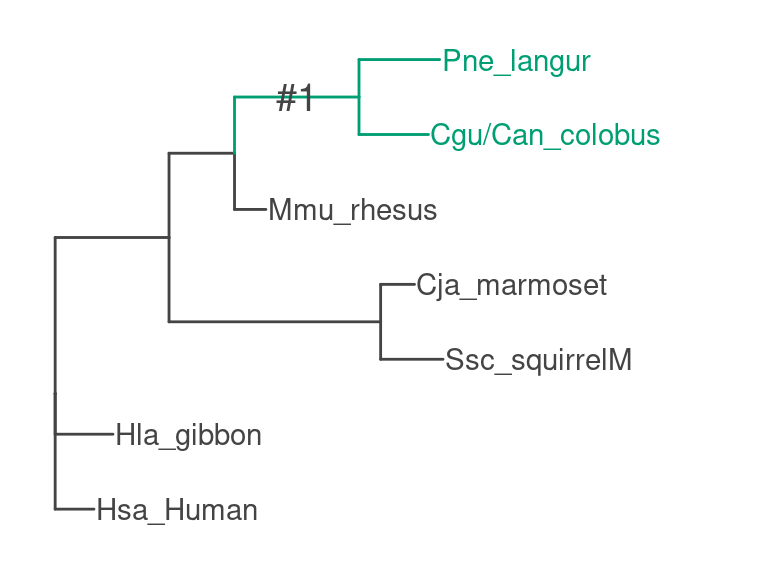 Pne_langur
#1
Cgu/Can_colobus
Mmu_rhesus
Cja_marmoset
Ssc_squirrelM
Hla_gibbon
Hsa_Human